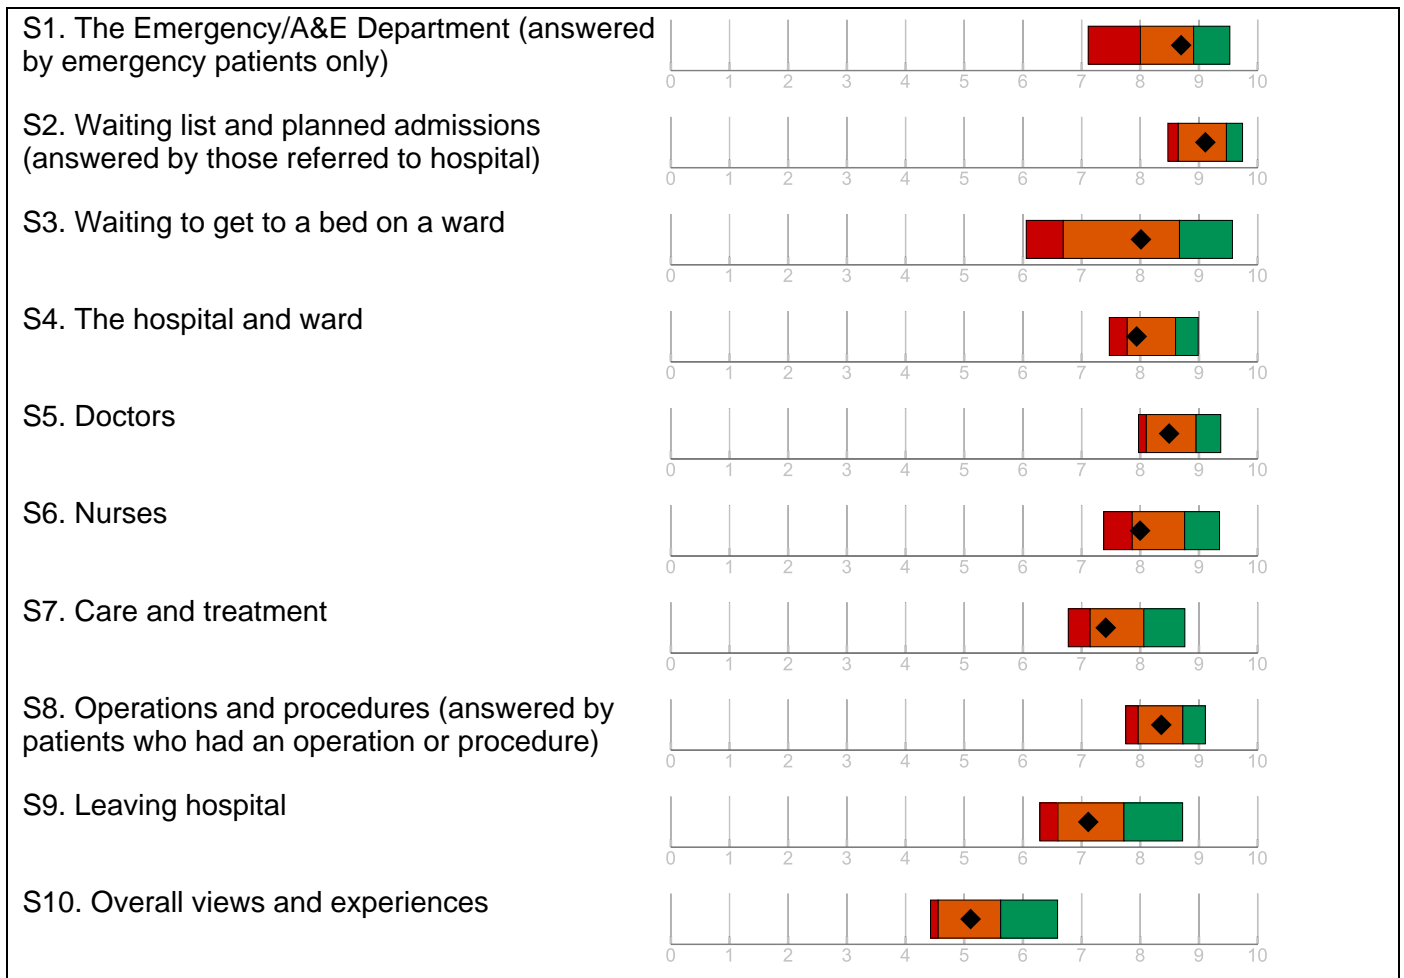 S1. The Emergency/A&E Department (answered
by emergency patients only)
0 1 2 3 4 5 6 7 8 9 10
S2. Waiting list and planned admissions
(answered by those referred to hospital)
0 1 2 3 4 5 6 7 8 9 10
S3. Waiting to get to a bed on a ward
0 1 2 3 4 5 6 7 8 9 10
S4. The hospital and ward
0 1 2 3 4 5 6 7 8 9 10
S5. Doctors
0 1 2 3 4 5 6 7 8 9 10
S6. Nurses
0 1 2 3 4 5 6 7 8 9 10
S7. Care and treatment
0 1 2 3 4 5 6 7 8 9 10
S8. Operations and procedures (answered by
patients who had an operation or procedure)
0 1 2 3 4 5 6 7 8 9 10
S9. Leaving hospital
0 1 2 3 4 5 6 7 8 9 10
S10. Overall views and experiences
0 1 2 3 4 5 6 7 8 9 10